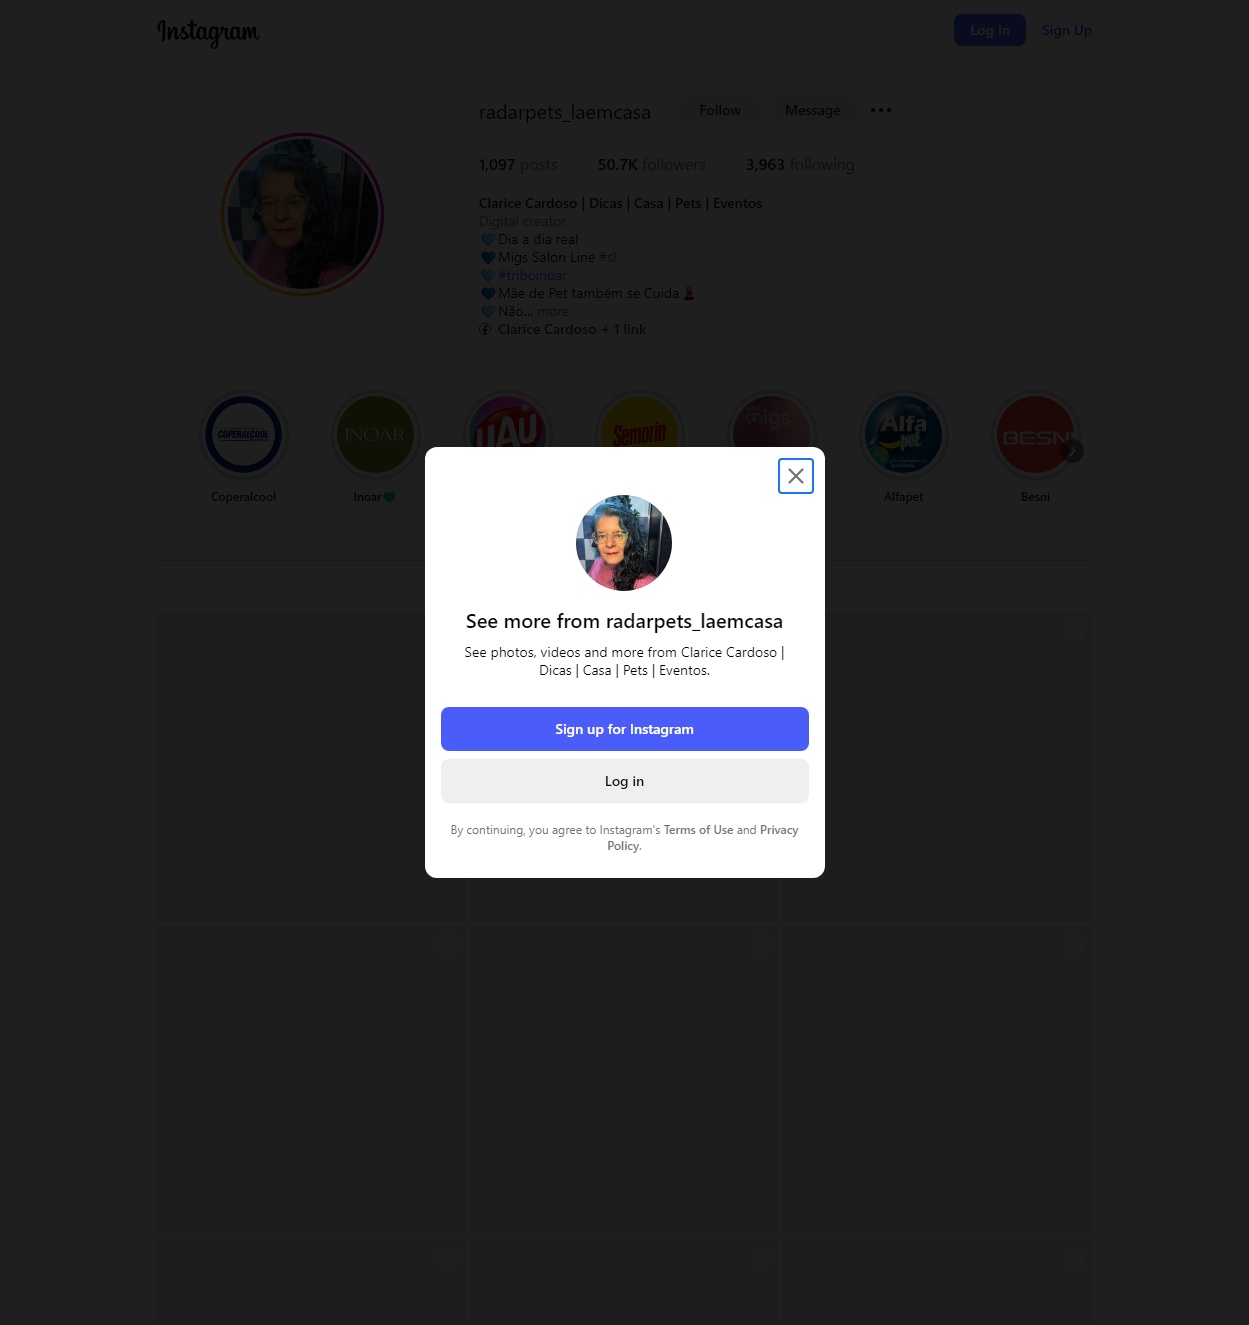 Instagram
Log In
Sign Up
radarpets_laemcasa
Follow
Message
1,097 posts
50.7K followers
3,963 following
Clarice Cardoso | Dicas | Casa | Pets | Eventos
Digital creator
🩵Dia a dia real
💙Migs Salon Line #sl
🩵#triboinoar
💙Mãe de Pet também se Cuida💄
🩵Não... more
Clarice Cardoso + 1 link
COPERALCOOL
INOAR
UAU
Semorin
migs
Alfa
pet
BESNI
Coperalcool
Inoar💚
Alfapet
Besni
See more from radarpets_laemcasa
See photos, videos and more from Clarice Cardoso |
Dicas | Casa | Pets | Eventos.
Sign up for Instagram
Log in
By continuing, you agree to Instagram's Terms of Use and Privacy
Policy.